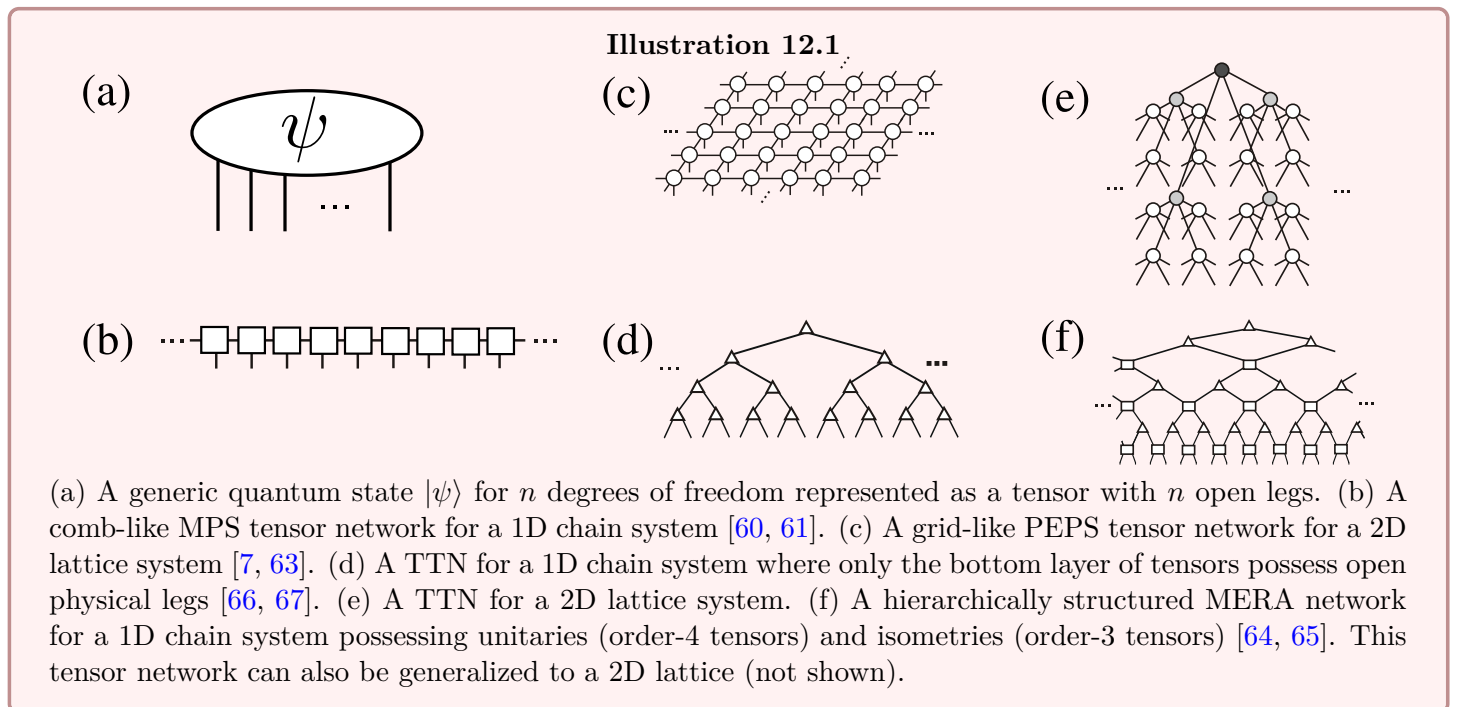 Illustration 12.1
(a)
ψ
...
(c)
...
...
...
...
(e)
...
...
(b)
...
...
(d)
...
...
(f)
...
...
(a) A generic quantum state |ψ⟩ for n degrees of freedom represented as a tensor with n open legs. (b) A
comb-like MPS tensor network for a 1D chain system [60, 61]. (c) A grid-like PEPS tensor network for a 2D
lattice system [7, 63]. (d) A TTN for a 1D chain system where only the bottom layer of tensors possess open
physical legs [66, 67]. (e) A TTN for a 2D lattice system. (f) A hierarchically structured MERA network
for a 1D chain system possessing unitaries (order-4 tensors) and isometries (order-3 tensors) [64, 65]. This
tensor network can also be generalized to a 2D lattice (not shown).